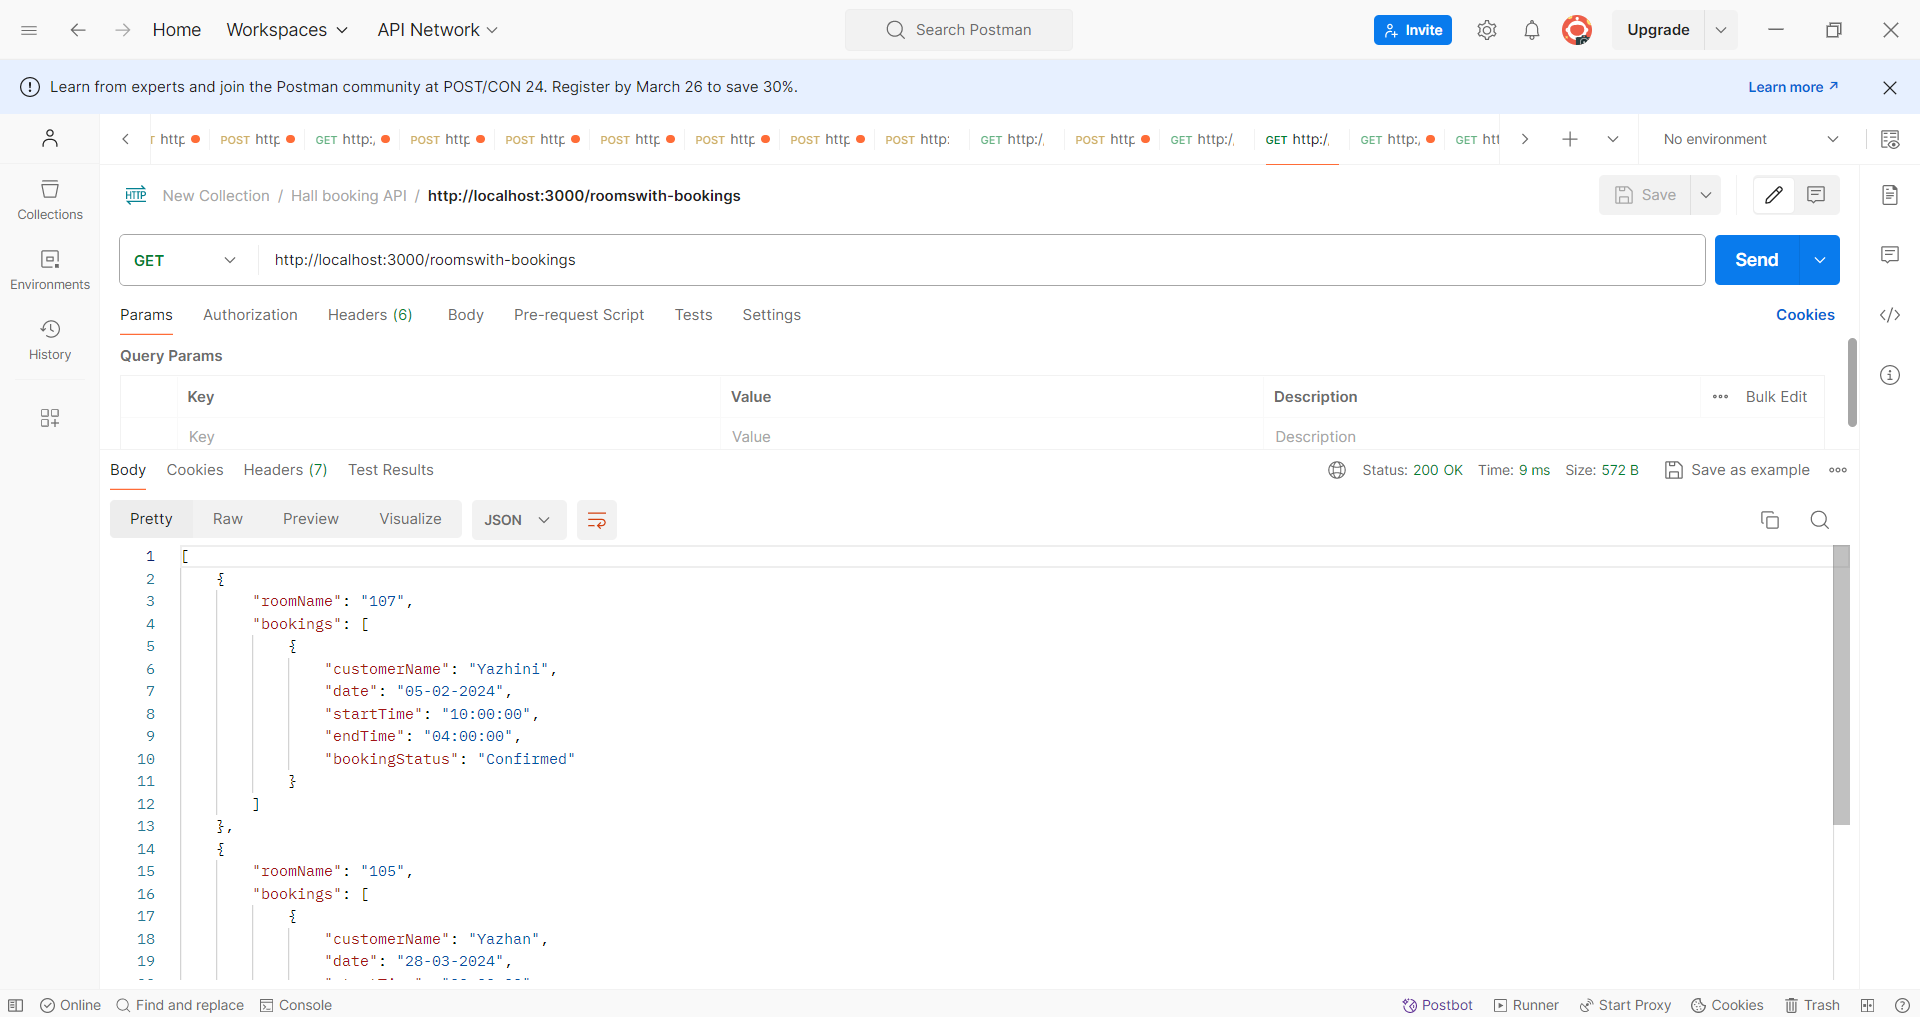 Home Workspaces API Network Search Postman Invite Upgrade
Learn from experts and join the Postman community at POST/CON 24. Register by March 26 to save 30%. Learn more
http POST http GET http:/ POST http POST http POST http POST http POST http POST http: GET http:/ POST http GET http:/ GET http:/ GET http:/ GET htt No environment
New Collection / Hall booking API / http://localhost:3000/roomswith-bookings Save
Collections
GET http://localhost:3000/roomswith-bookings Send
Environments
Params Authorization Headers (6) Body Pre-request Script Tests Settings Cookies
History
Query Params
Key Value Description Bulk Edit
Key Value Description
Body Cookies Headers (7) Test Results Status: 200 OK Time: 9 ms Size: 572 B Save as example
Pretty Raw Preview Visualize JSON
1 [
2 {
3 "roomName": "107",
4 "bookings": [
5 {
6 "customerName": "Yazhini",
7 "date": "05-02-2024",
8 "startTime": "10:00:00",
9 "endTime": "04:00:00",
10 "bookingStatus": "Confirmed"
11 }
12 ]
13 },
14 {
15 "roomName": "105",
16 "bookings": [
17 {
18 "customerName": "Yazhan",
19 "date": "28-03-2024",
Online Find and replace Console Postbot Runner Start Proxy Cookies Trash